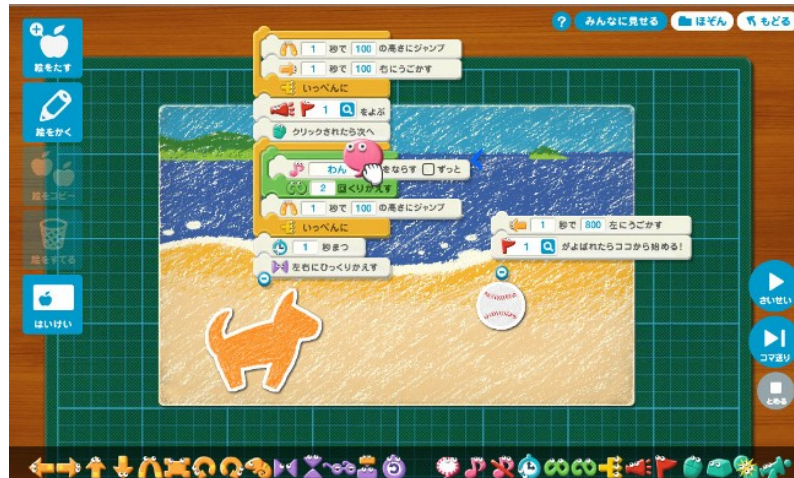 ? みんなに見せる ほぞん もどる
絵をたす
絵をかく
絵をコピー
絵をすてる
はいけい
1 秒で 100 の高さにジャンプ
1 秒で 100 右にうごかす
いっぺんに
1 をよぶ
クリックされたら次へ
わん をならす ずっと
2 回くりかえす
1 秒で 100 の高さにジャンプ
いっぺんに
1 秒まつ
左右にひっくりかえす
1 秒で 800 左にうごかす
1 がよばれたらココから始める!
さいせい
コマ送り
とめる